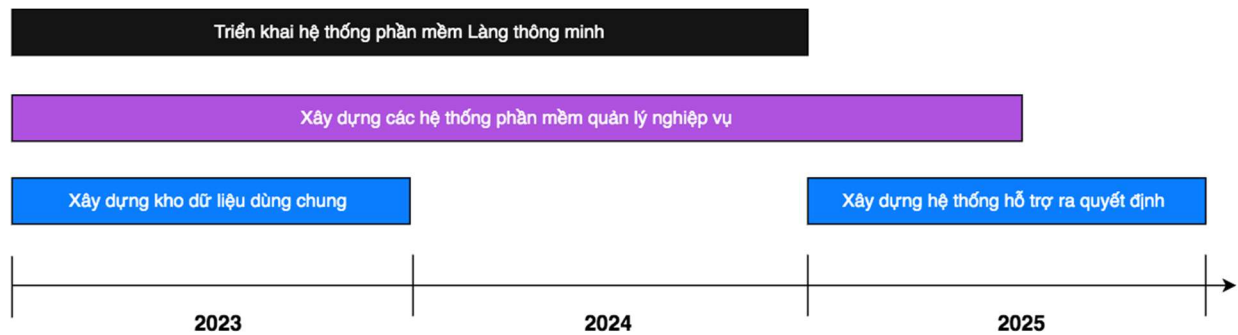 Triển khai hệ thống phần mềm Làng thông minh
Xây dựng các hệ thống phần mềm quản lý nghiệp vụ
Xây dựng kho dữ liệu dùng chung
Xây dựng hệ thống hỗ trợ ra quyết định
2023
2024
2025